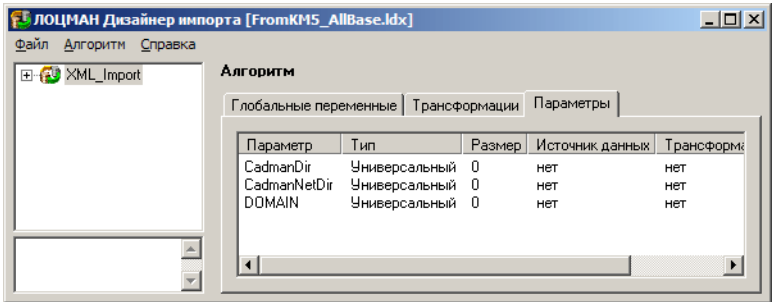 ЛОЦМАН Дизайнер импорта [FromKM5_AllBase.ldx]
Файл Алгоритм Справка
XML_Import
Алгоритм
Глобальные переменные Трансформации Параметры
Параметр Тип Размер Источник данных Трансформа
CadmanDir Универсальный 0 нет нет
CadmanNetDir Универсальный 0 нет нет
DOMAIN Универсальный 0 нет нет